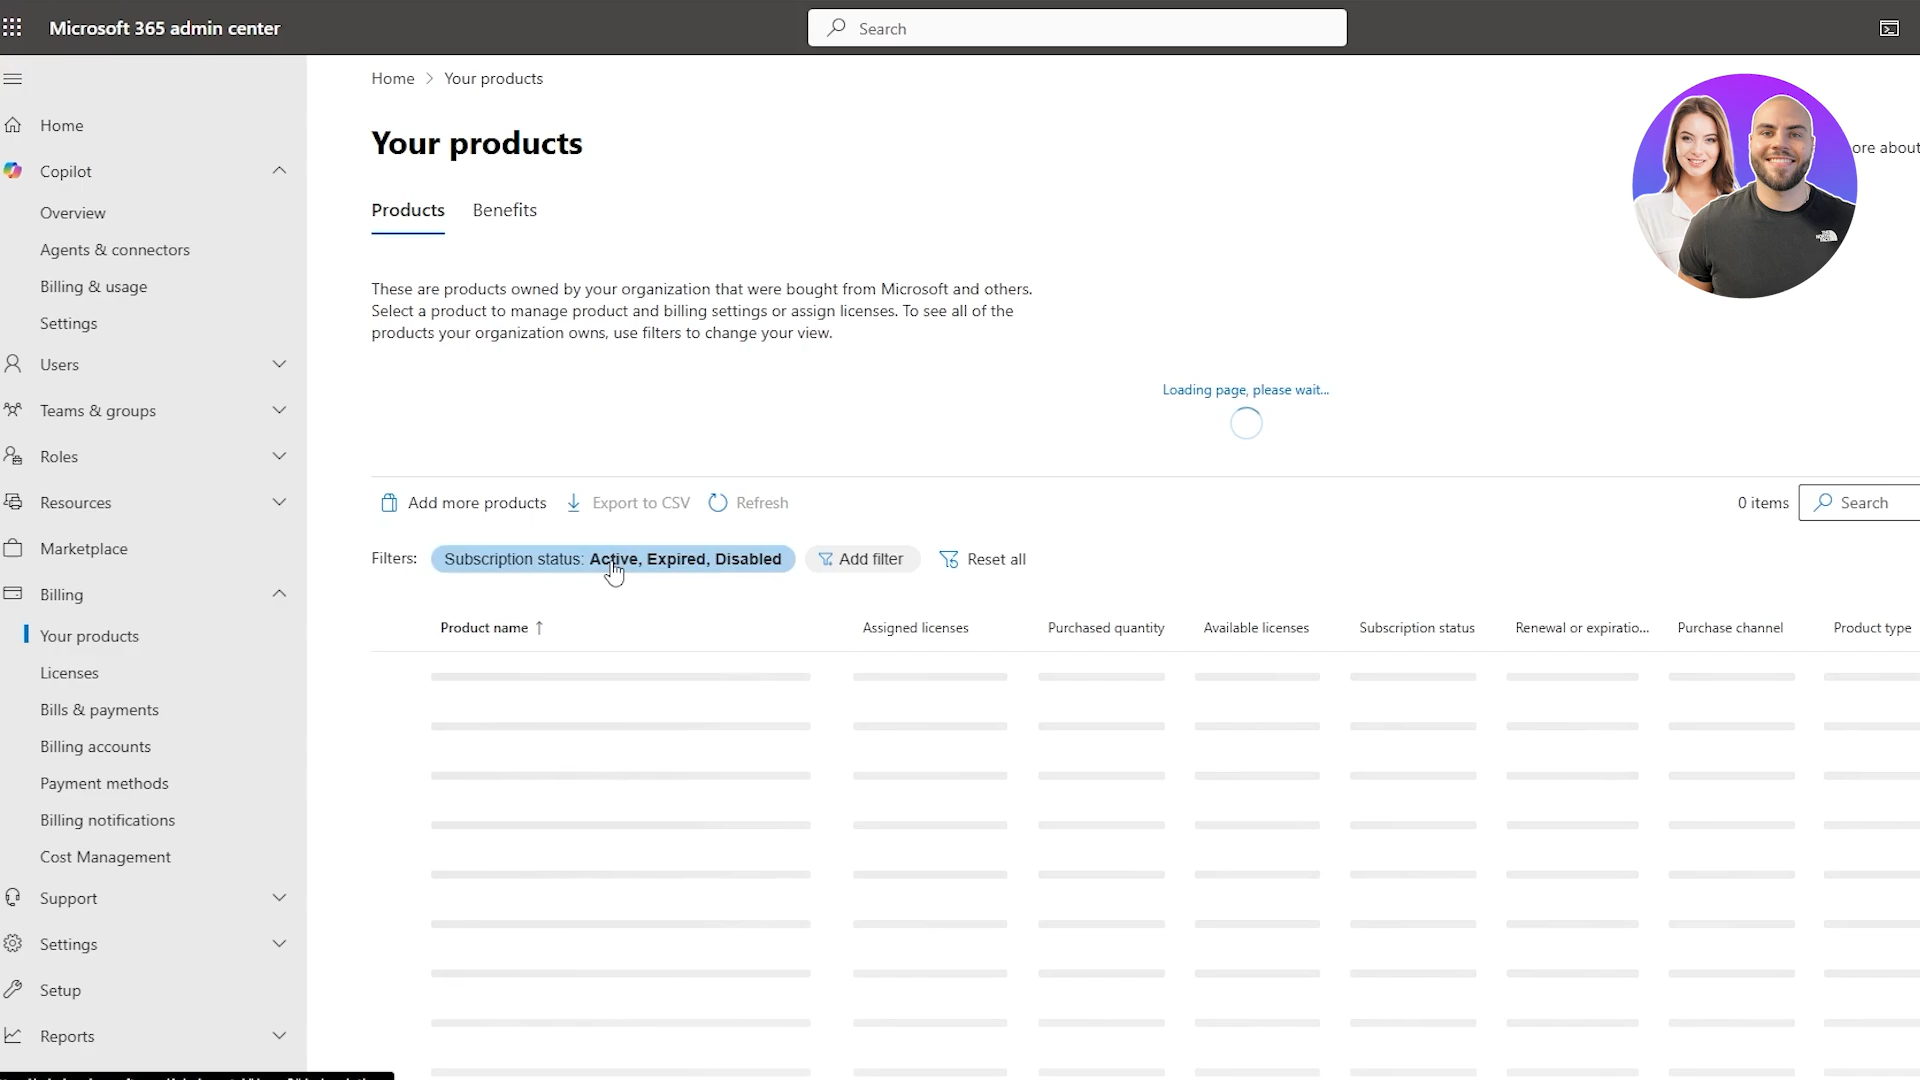 Microsoft 365 admin center
Search
Home
Copilot
Overview
Agents & connectors
Billing & usage
Settings
Users
Teams & groups
Roles
Resources
Marketplace
Billing
Your products
Licenses
Bills & payments
Billing accounts
Payment methods
Billing notifications
Cost Management
Support
Settings
Setup
Reports
Home > Your products
Your products
ore about
Products Benefits
These are products owned by your organization that were bought from Microsoft and others.
Select a product to manage product and billing settings or assign licenses. To see all of the
products your organization owns, use filters to change your view.
THE NORTH FACE
Loading page, please wait...
Add more products Export to CSV Refresh 0 items Search
Filters: Subscription status: Active, Expired, Disabled Add filter Reset all
Product name ↑ Assigned licenses Purchased quantity Available licenses Subscription status Renewal or expiratio... Purchase channel Product type